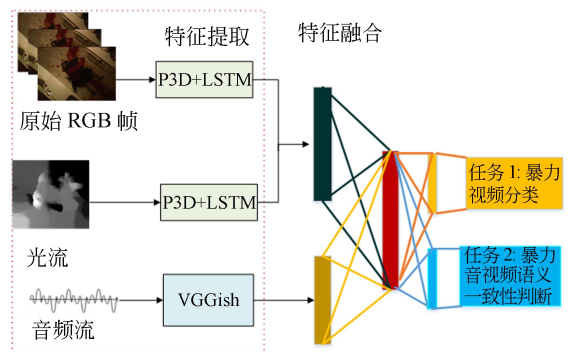 特征提取
特征融合
P3D+LSTM
原始 RGB 帧
P3D+LSTM
光流
VGGish
音频流
任务 1: 暴力
视频分类
任务 2: 暴力
音视频语义
一致性判断